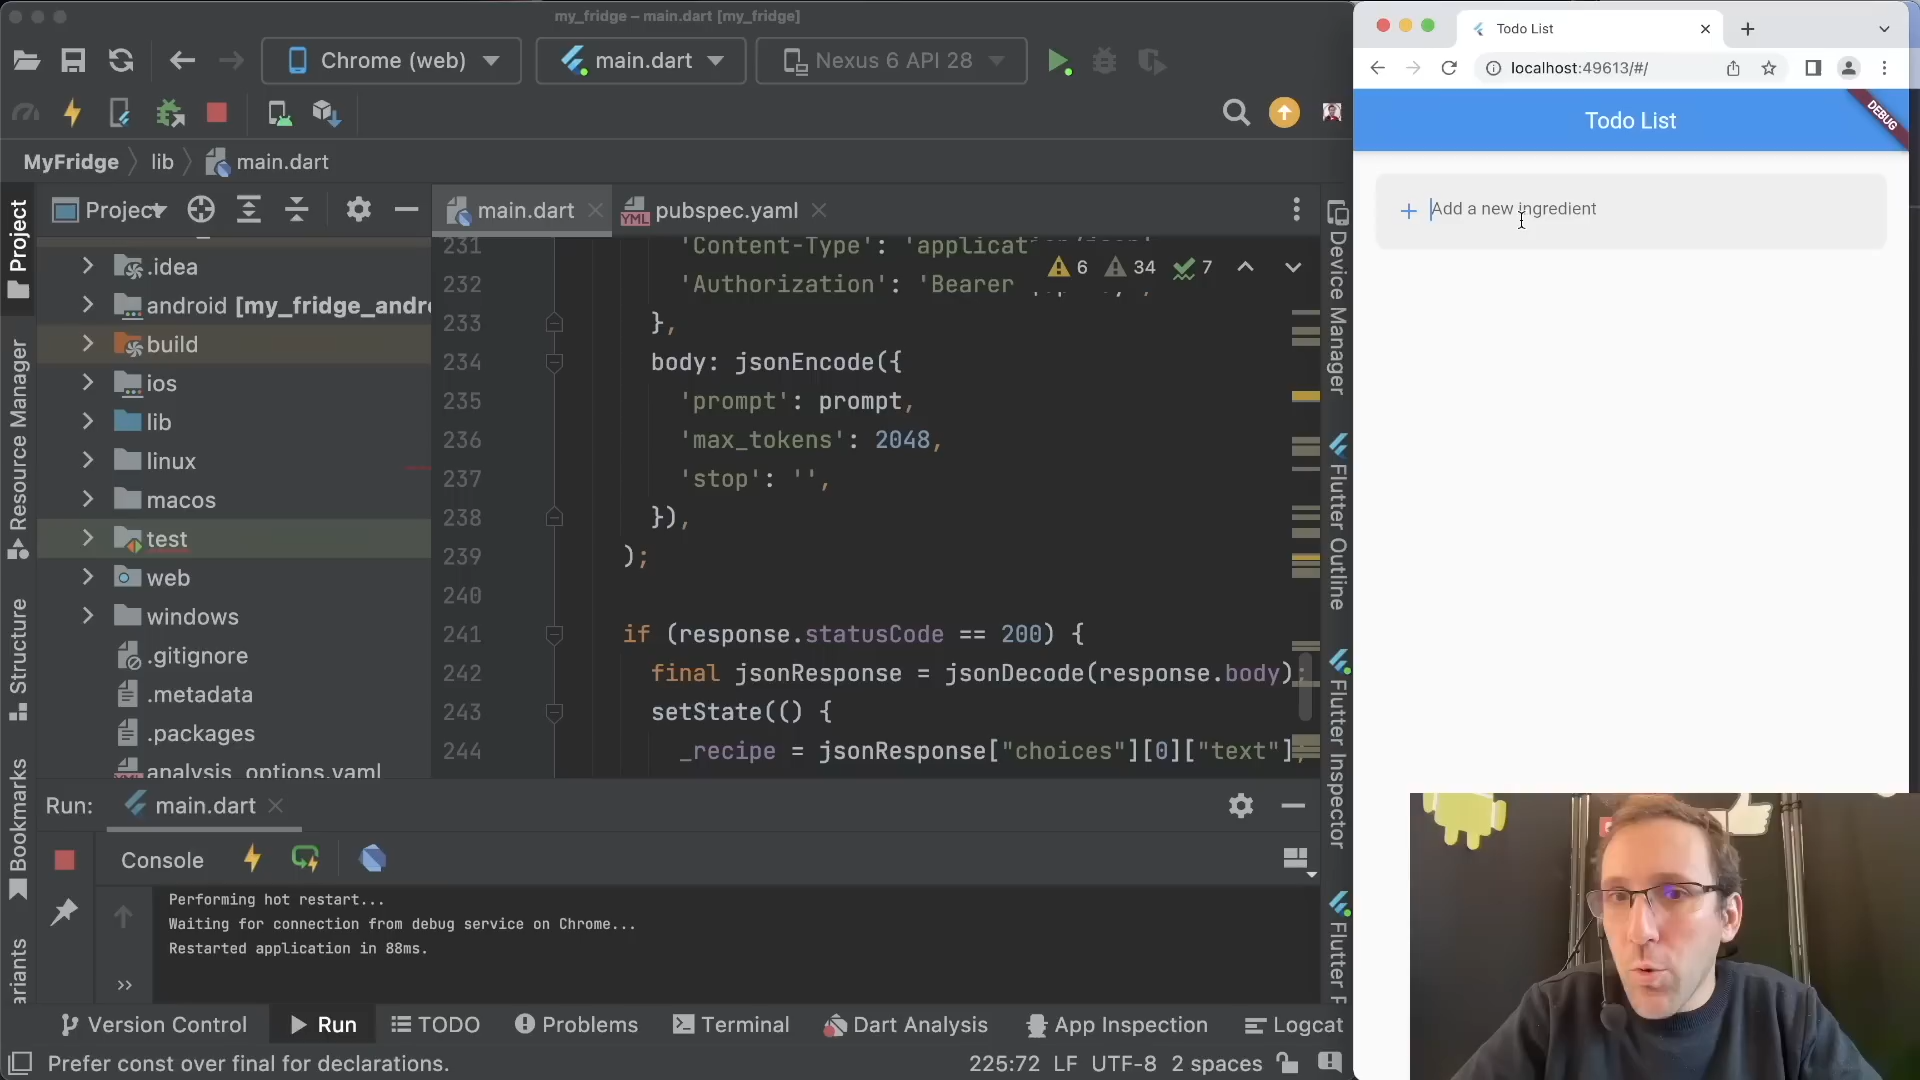 my_fridge – main.dart [my_fridge]
Chrome (web)
main.dart
Nexus 6 API 28
MyFridge
lib
main.dart
Project
main.dart
pubspec.yaml
.idea
android [my_fridge_andr
build
ios
lib
linux
macos
test
web
windows
.gitignore
.metadata
.packages
analysis_options.yaml
231 'Content-Type':
232 'Authorization': 'Bearer
6 34 7
233 },
234 body: jsonEncode({
235 'prompt': prompt,
236 'max_tokens': 2048,
237 'stop': '',
238 }),
239 );
240
241 if (response.statusCode == 200) {
242 final jsonResponse = jsonDecode(response.body);
243 setState(() {
244 _recipe = jsonResponse["choices"][0]["text"]
Project
Resource Manager
Structure
Bookmarks
ariants
Device Manager
Flutter Outline
Flutter Inspector
Flutter
Run:
main.dart
Console
Performing hot restart...
Waiting for connection from debug service on Chrome...
Restarted application in 88ms.
Version Control
Run
TODO
Problems
Terminal
Dart Analysis
App Inspection
Logcat
Prefer const over final for declarations.
225:72 LF UTF-8 2 spaces
Todo List
localhost:49613/#/
Todo List
DEBUG
Add a new ingredient